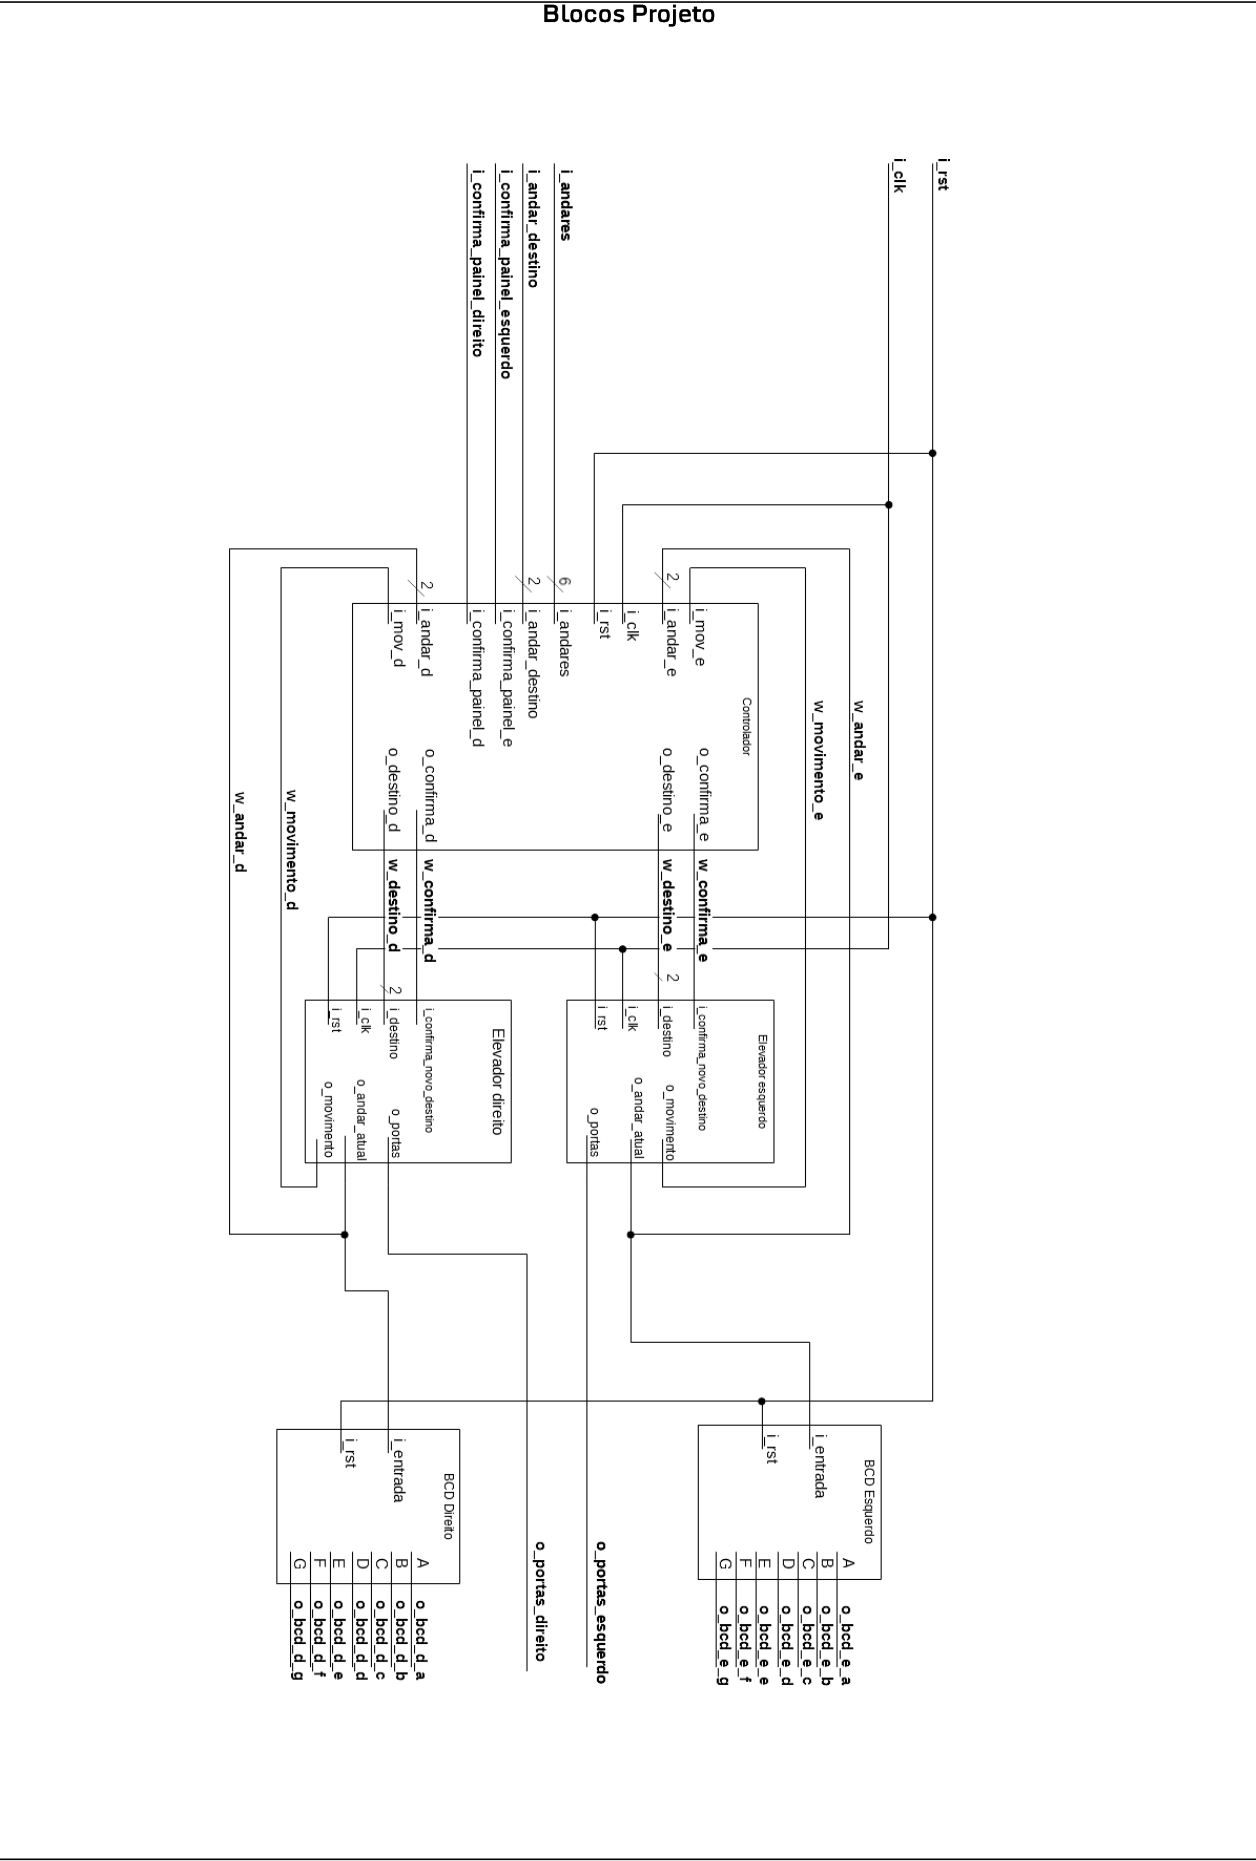 Blocos Projeto
i_rst
i_clk
i_andares
i_andar_destino
i_confirma_painel_esquerdo
i_confirma_painel_direito
w_andar_e
w_movimento_e
Controlador
i_mov_e
2
i_andar_e
i_clk
i_rst
6
i_andares
2
i_andar_destino
i_confirma_painel_e
i_confirma_painel_d
2
i_andar_d
i_mov_d
o_confirma_e
o_destino_e
o_confirma_d
o_destino_d
w_movimento_d
w_andar_d
w_confirma_e
w_destino_e
w_confirma_d
w_destino_d
2
2
Elevador esquerdo
i_confirma_novo_destino
i_destino
i_clk
i_rst
o_movimento
o_andar_atual
o_portas
Elevador direito
i_confirma_novo_destino
i_destino
i_clk
i_rst
o_portas
o_andar_atual
o_movimento
BCD Esquerdo
i_entrada
i_rst
A
B
C
D
E
F
G
o_bcd_e_a
o_bcd_e_b
o_bcd_e_c
o_bcd_e_d
o_bcd_e_e
o_bcd_e_f
o_bcd_e_g
o_portas_esquerdo
o_portas_direito
BCD Direito
i_entrada
i_rst
A
B
C
D
E
F
G
o_bcd_d_a
o_bcd_d_b
o_bcd_d_c
o_bcd_d_d
o_bcd_d_e
o_bcd_d_f
o_bcd_d_g